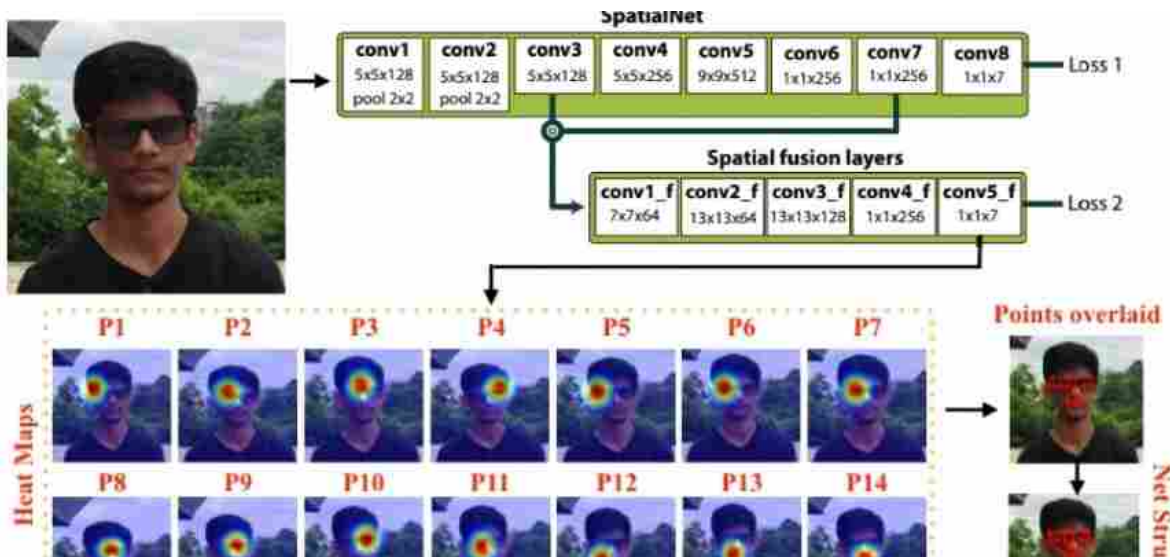 SpatialNet
conv1 conv2 conv3 conv4 conv5 conv6 conv7 conv8
5x5x128 5x5x128 5x5x128 5x5x256 9x9x512 1x1x256 1x1x256 1x1x7
pool 2x2 pool 2x2
Loss 1
Spatial fusion layers
conv1_f conv2_f conv3_f conv4_f conv5_f
7x7x64 13x13x64 13x13x128 1x1x256 1x1x7
Loss 2
P1 P2 P3 P4 P5 P6 P7
Points overlaid
Heat Maps
P8 P9 P10 P11 P12 P13 P14
Net